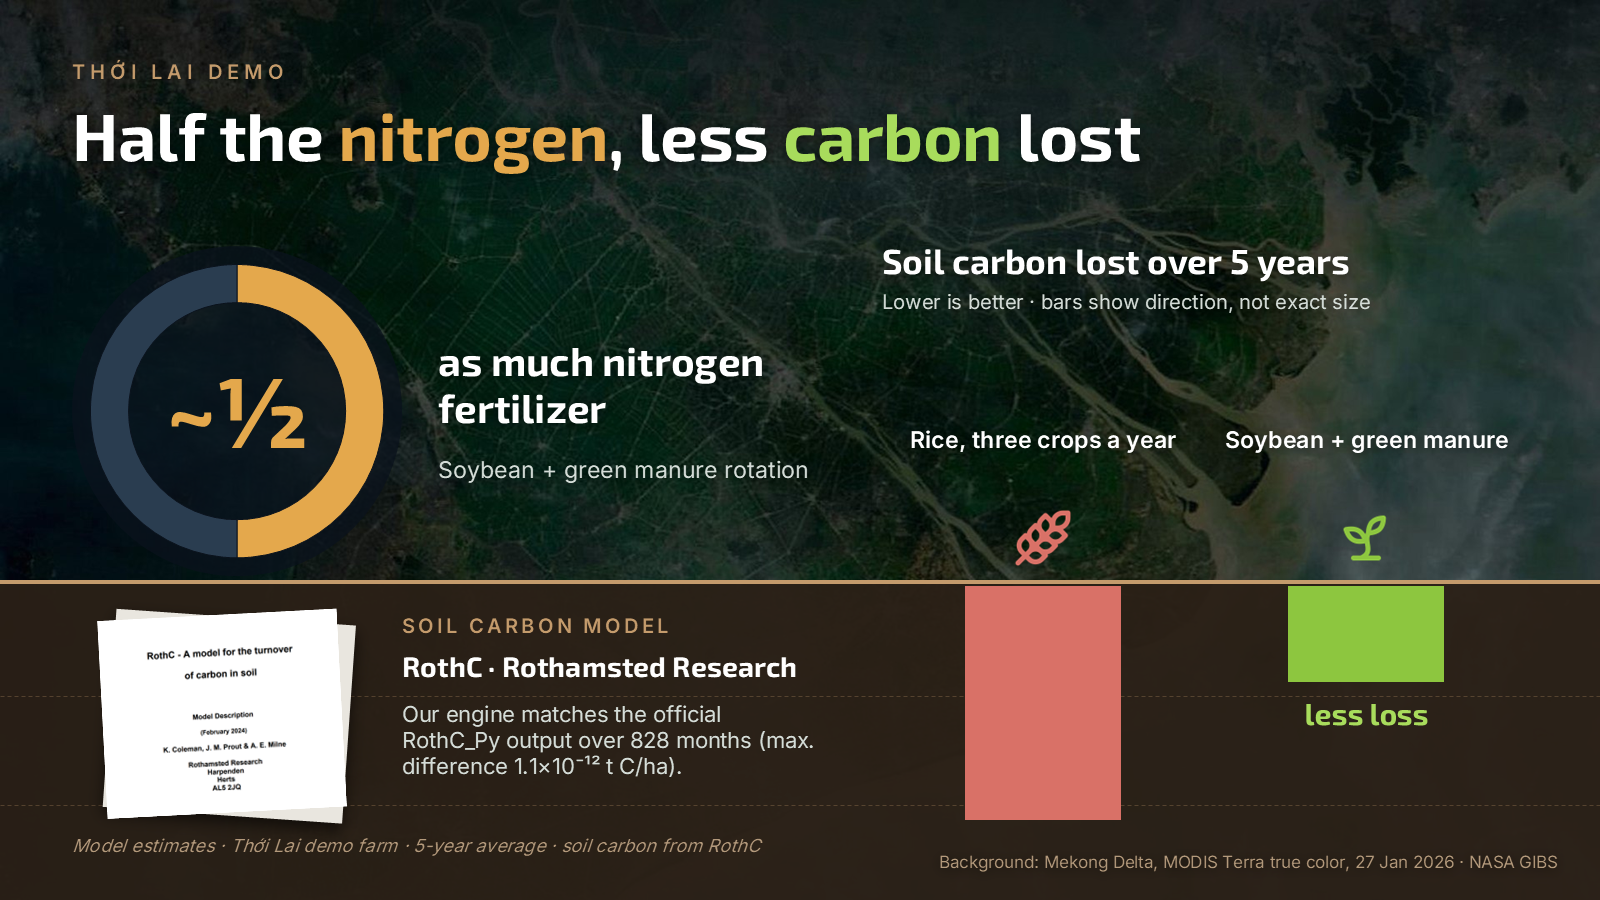 THỚI LAI DEMO
Half the nitrogen, less carbon lost
~½
as much nitrogen
fertilizer
Soybean + green manure rotation
Soil carbon lost over 5 years
Lower is better · bars show direction, not exact size
Rice, three crops a year
Soybean + green manure
less loss
RothC - A model for the turnover
of carbon in soil
Model Description
(February 2024)
K. Coleman, J. M. Prout & A. E. Milne
Rothamsted Research
Harpenden
Herts
AL5 2JQ
SOIL CARBON MODEL
RothC · Rothamsted Research
Our engine matches the official
RothC_Py output over 828 months (max.
difference 1.1×10⁻¹² t C/ha).
Model estimates · Thới Lai demo farm · 5-year average · soil carbon from RothC
Background: Mekong Delta, MODIS Terra true color, 27 Jan 2026 · NASA GIBS